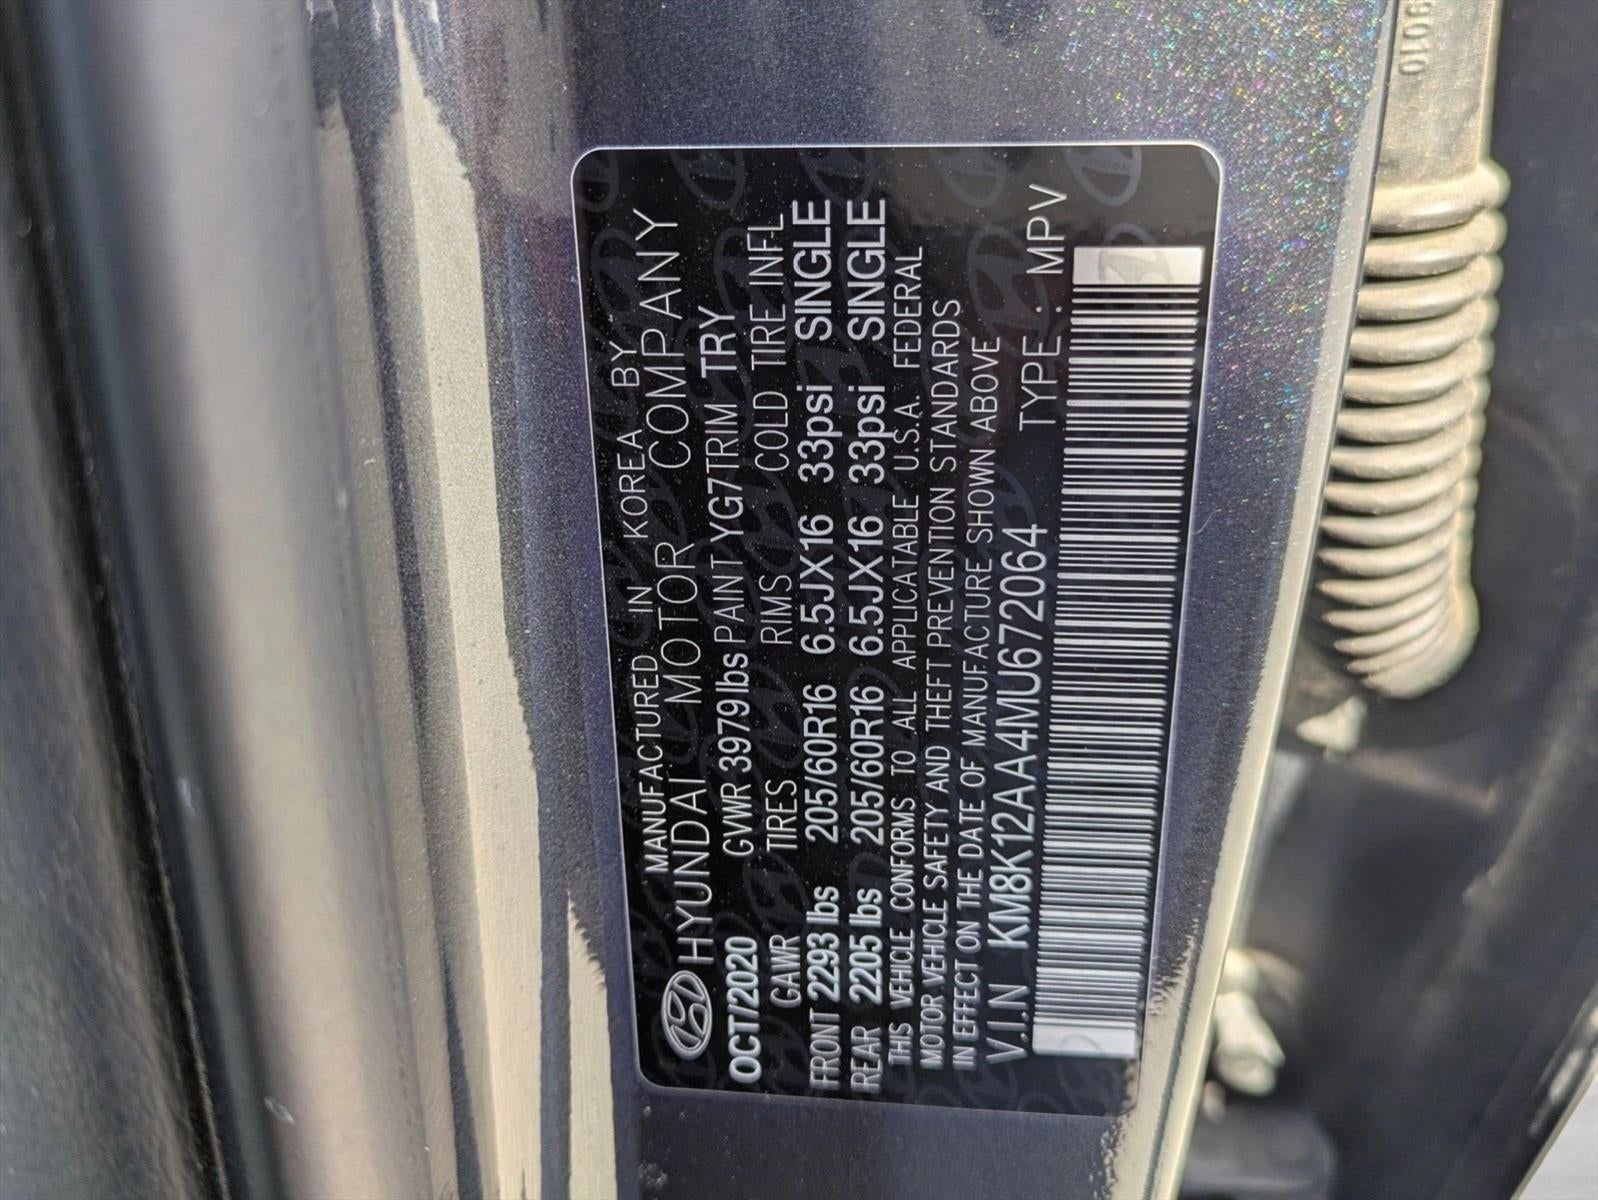 MANUFACTURED IN KOREA BY
HYUNDAI MOTOR COMPANY
OCT/2020 GVWR 3979lbs PAINT YG7 TRIM TRY
GAWR TIRES RIMS COLD TIRE INFL
FRONT 2293 lbs 205/60R16 6.5JX16 33psi SINGLE
REAR 2205 lbs 205/60R16 6.5JX16 33psi SINGLE
THIS VEHICLE CONFORMS TO ALL APPLICATABLE U.S.A. FEDERAL
MOTOR VEHICLE SAFETY AND THEFT PREVENTION STANDARDS
IN EFFECT ON THE DATE OF MANUFACTURE SHOWN ABOVE
V.I.N KM8K12AA4MU672064 TYPE : MPV